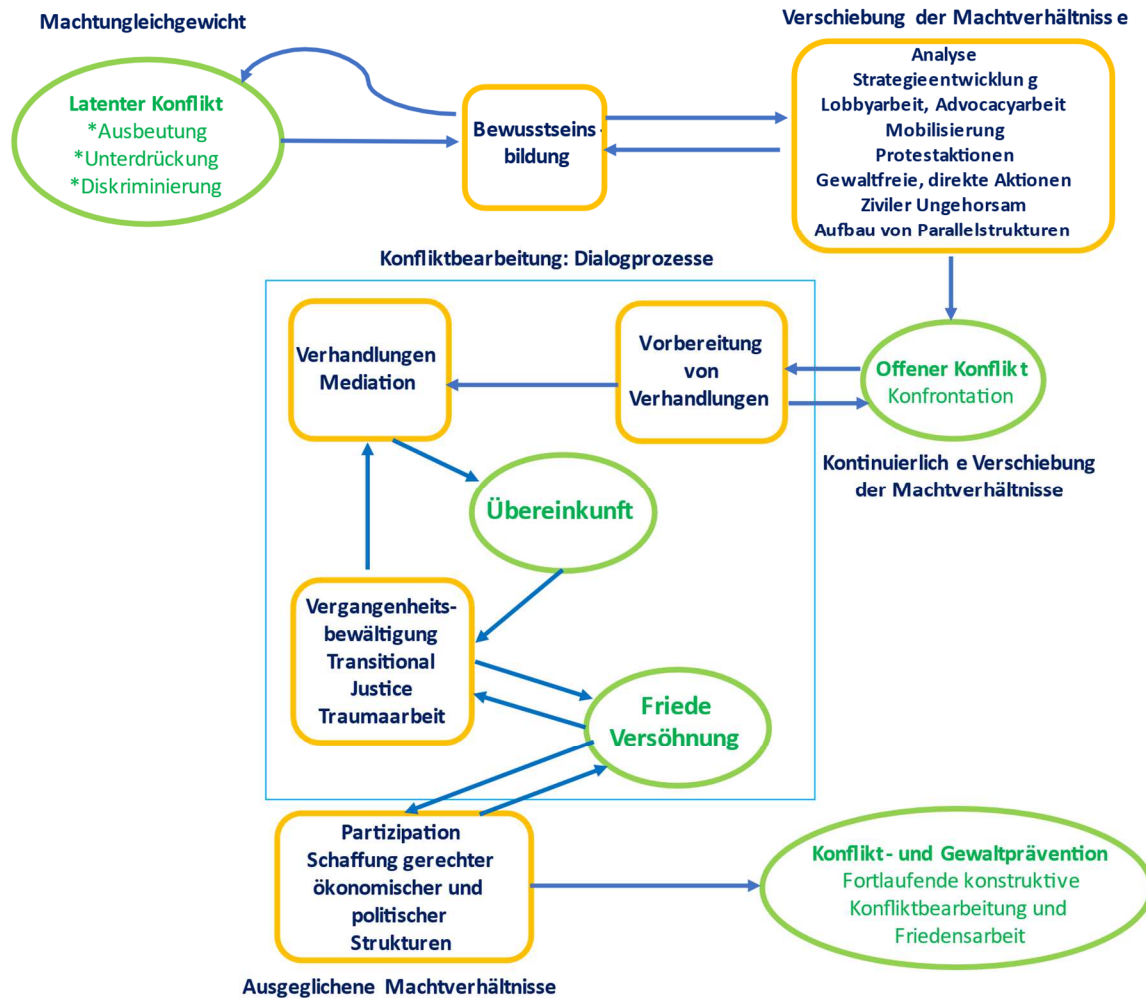 Machtungleichgewicht
Latenter Konflikt
*Ausbeutung
*Unterdrückung
*Diskriminierung
Bewusstseins-
bildung
Verschiebung der Machtverhältniss e
Analyse
Strategieentwicklun g
Lobbyarbeit, Advocacyarbeit
Mobilisierung
Protestaktionen
Gewaltfreie, direkte Aktionen
Ziviler Ungehorsam
Aufbau von Parallelstrukturen
Konfliktbearbeitung: Dialogprozesse
Verhandlungen
Mediation
Vorbereitung
von
Verhandlungen
Offener Konflikt
Konfrontation
Kontinuierlich e Verschiebung
der Machtverhältnisse
Übereinkunft
Vergangenheits-
bewältigung
Transitional
Justice
Traumaarbeit
Friede
Versöhnung
Partizipation
Schaffung gerechter
ökonomischer und
politischer
Strukturen
Ausgeglichene Machtverhältnisse
Konflikt- und Gewaltprävention
Fortlaufende konstruktive
Konfliktbearbeitung und
Friedensarbeit